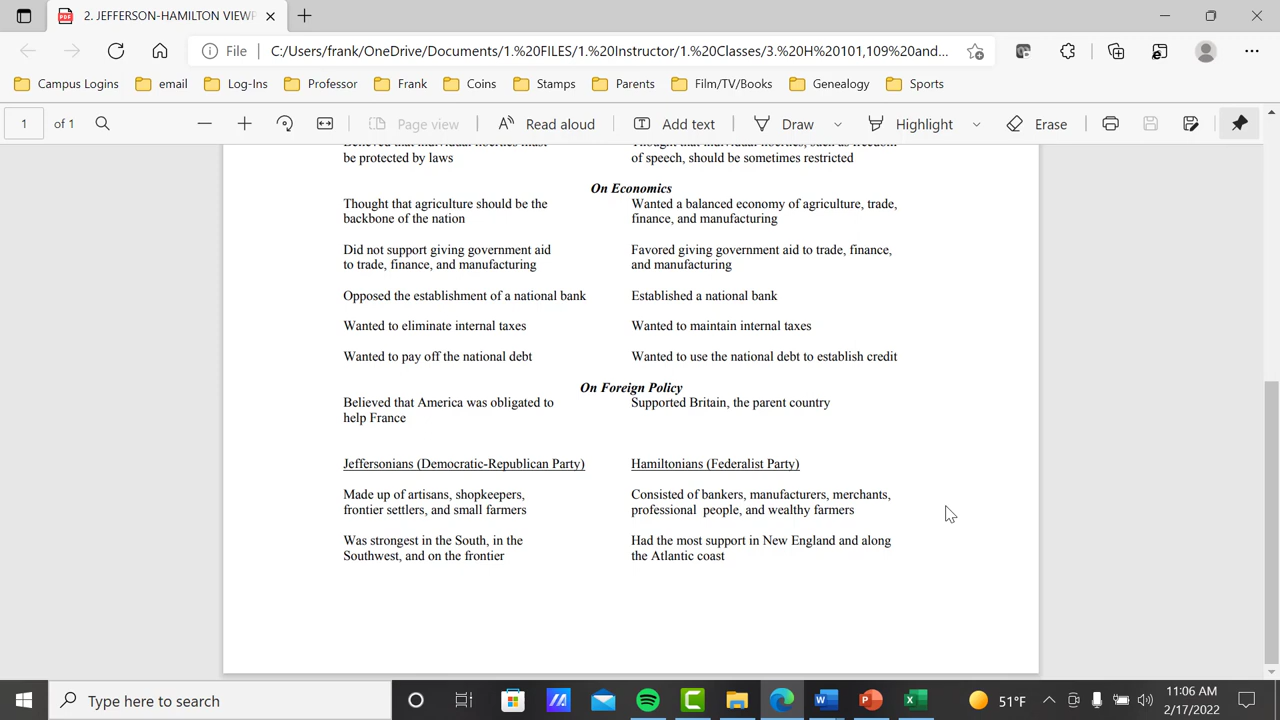 2. JEFFERSON-HAMILTON VIEWP
File C:/Users/frank/OneDrive/Documents/1.%20FILES/1.%20Instructor/1.%20Classes/3.%20H%20101,109%20and...
Campus Logins email Log-Ins Professor Frank Coins Stamps Parents Film/TV/Books Genealogy Sports
1 of 1 Page view Read aloud Add text Draw Highlight Erase
be protected by laws
of speech, should be sometimes restricted
On Economics
Thought that agriculture should be the
backbone of the nation
Wanted a balanced economy of agriculture, trade,
finance, and manufacturing
Did not support giving government aid
to trade, finance, and manufacturing
Favored giving government aid to trade, finance,
and manufacturing
Opposed the establishment of a national bank
Established a national bank
Wanted to eliminate internal taxes
Wanted to maintain internal taxes
Wanted to pay off the national debt
Wanted to use the national debt to establish credit
On Foreign Policy
Believed that America was obligated to
help France
Supported Britain, the parent country
Jeffersonians (Democratic-Republican Party)
Hamiltonians (Federalist Party)
Made up of artisans, shopkeepers,
frontier settlers, and small farmers
Consisted of bankers, manufacturers, merchants,
professional people, and wealthy farmers
Was strongest in the South, in the
Southwest, and on the frontier
Had the most support in New England and along
the Atlantic coast
Type here to search
51°F
11:06 AM
2/17/2022